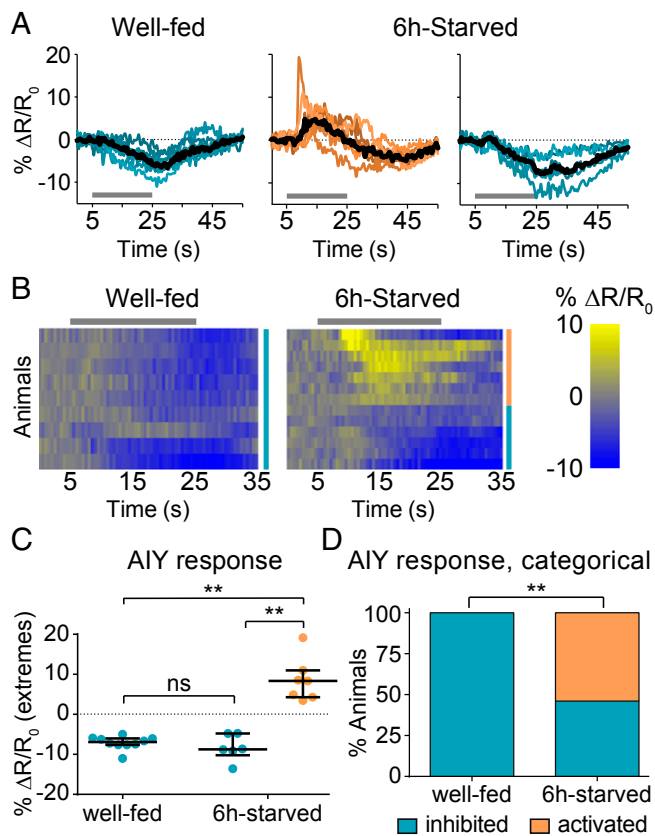 A
Well-fed
6h-Starved
% ΔR/R0
20
10
0
-10
5 25 45
5 25 45
5 25 45
Time (s)
Time (s)
Time (s)
B
Well-fed
6h-Starved
% ΔR/R0
Animals
10
0
-10
5 15 25 35
5 15 25 35
Time (s)
Time (s)
C
AIY response
% ΔR/R0 (extremes)
**
**
ns
20
10
0
-10
-20
well-fed
6h-starved
D
AIY response, categorical
**
% Animals
100
75
50
25
0
well-fed
6h-starved
inhibited
activated